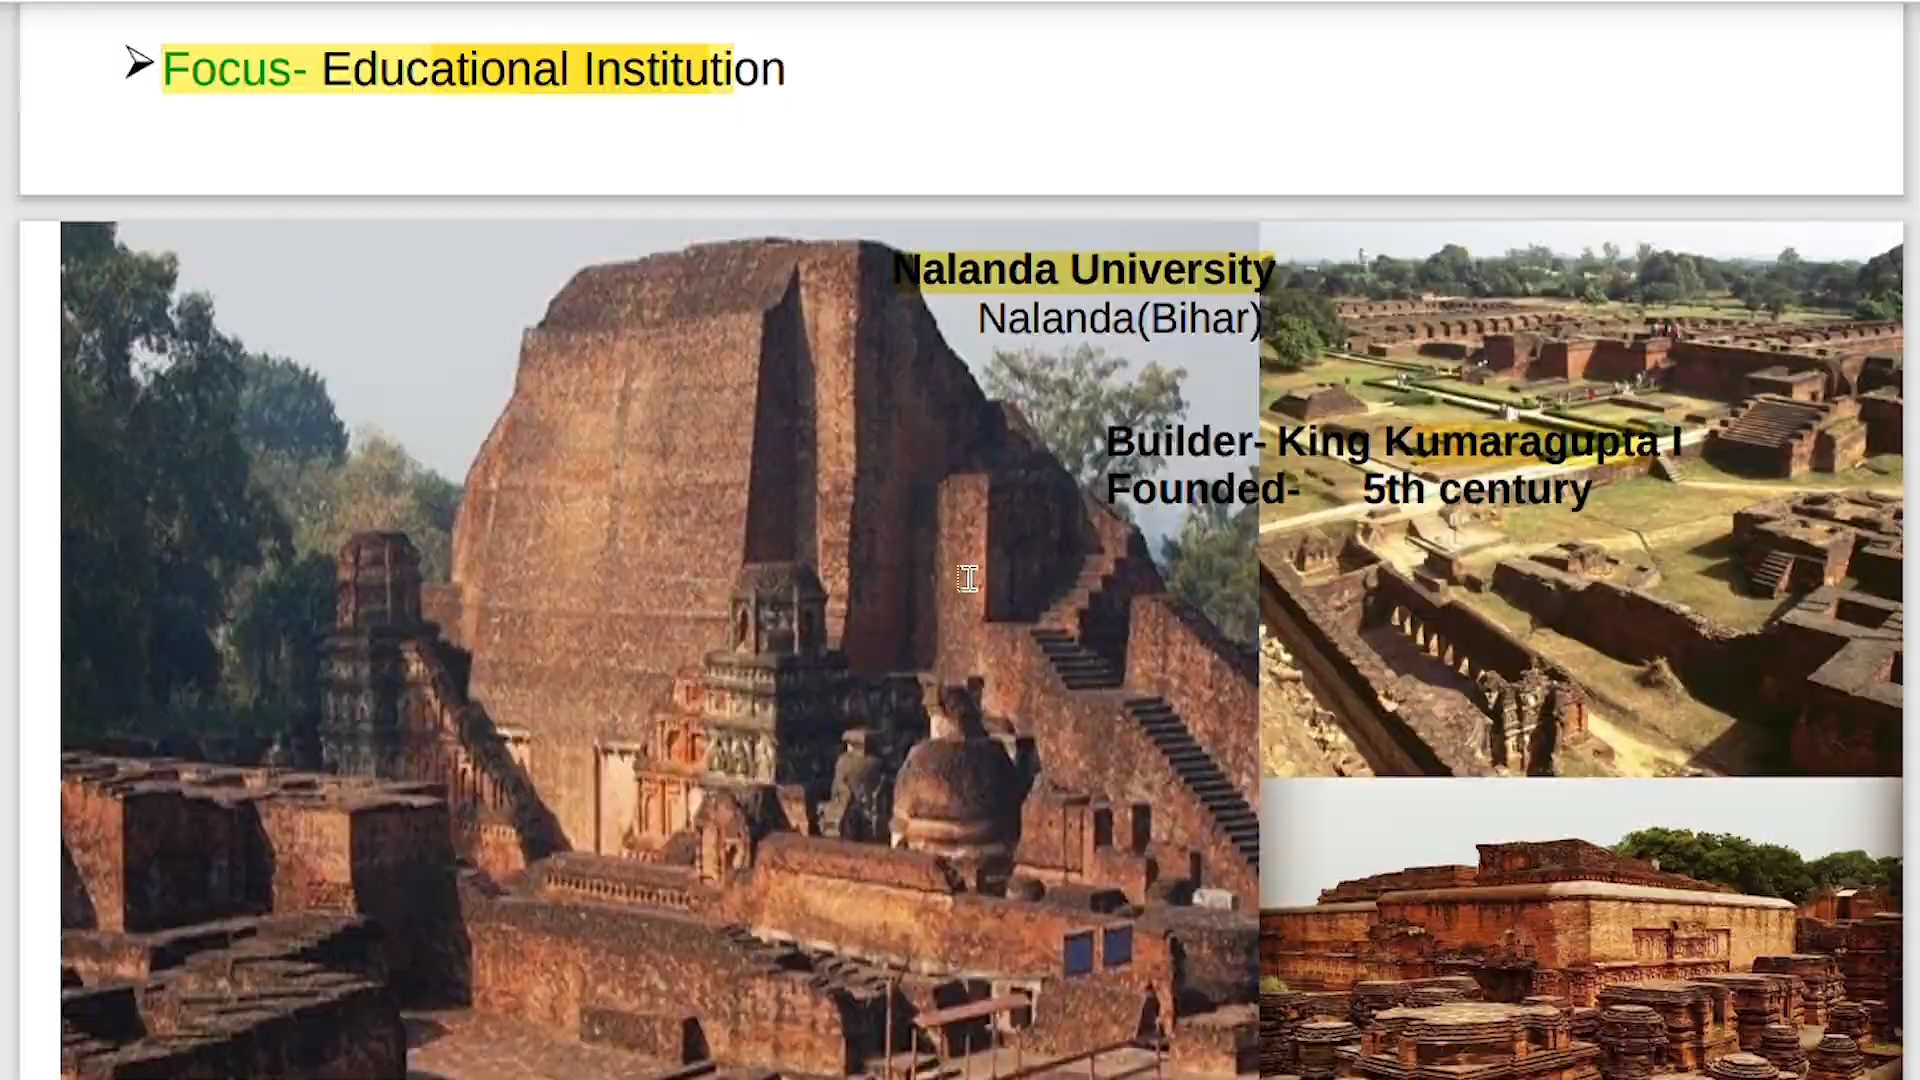 Focus- Educational Institution
Nalanda University
Nalanda(Bihar)
Builder- King Kumaragupta I
Founded- 5th century